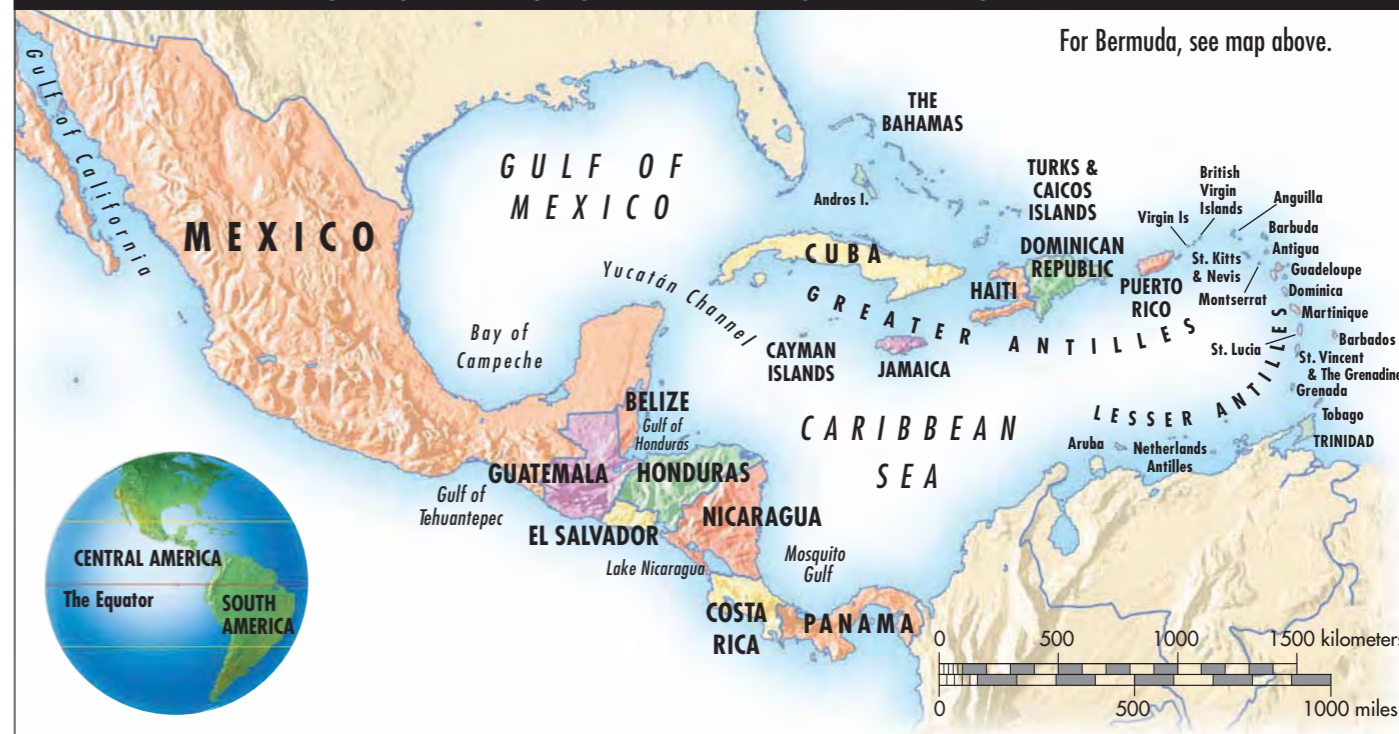 For Bermuda, see map above.
Gulf of California
MEXICO
GULF OF
MEXICO
THE
BAHAMAS
Andros I.
TURKS &
CAICOS
ISLANDS
British
Virgin
Islands
Virgin Is
Anguilla
Barbuda
Antigua
St. Kitts
& Nevis
Guadeloupe
Montserrat
Domínica
Martinique
St. Lucia
Barbados
St. Vincent
& The Grenadine
Grenada
Tobago
TRINIDAD
CUBA
DOMINICAN
REPUBLIC
HAITI
PUERTO
RICO
Yucatán Channel
GREATER ANTILLES
CAYMAN
ISLANDS
JAMAICA
Bay of
Campeche
BELIZE
Gulf of
Honduras
CARIBBEAN
SEA
LESSER ANTILLES
Aruba
Netherlands
Antilles
GUATEMALA
HONDURAS
Gulf of
Tehuantepec
EL SALVADOR
NICARAGUA
Lake Nicaragua
Mosquito
Gulf
COSTA
RICA
PANAMA
CENTRAL AMERICA
The Equator
SOUTH
AMERICA
0 500 1000 1500 kilometers
0 500 1000 miles